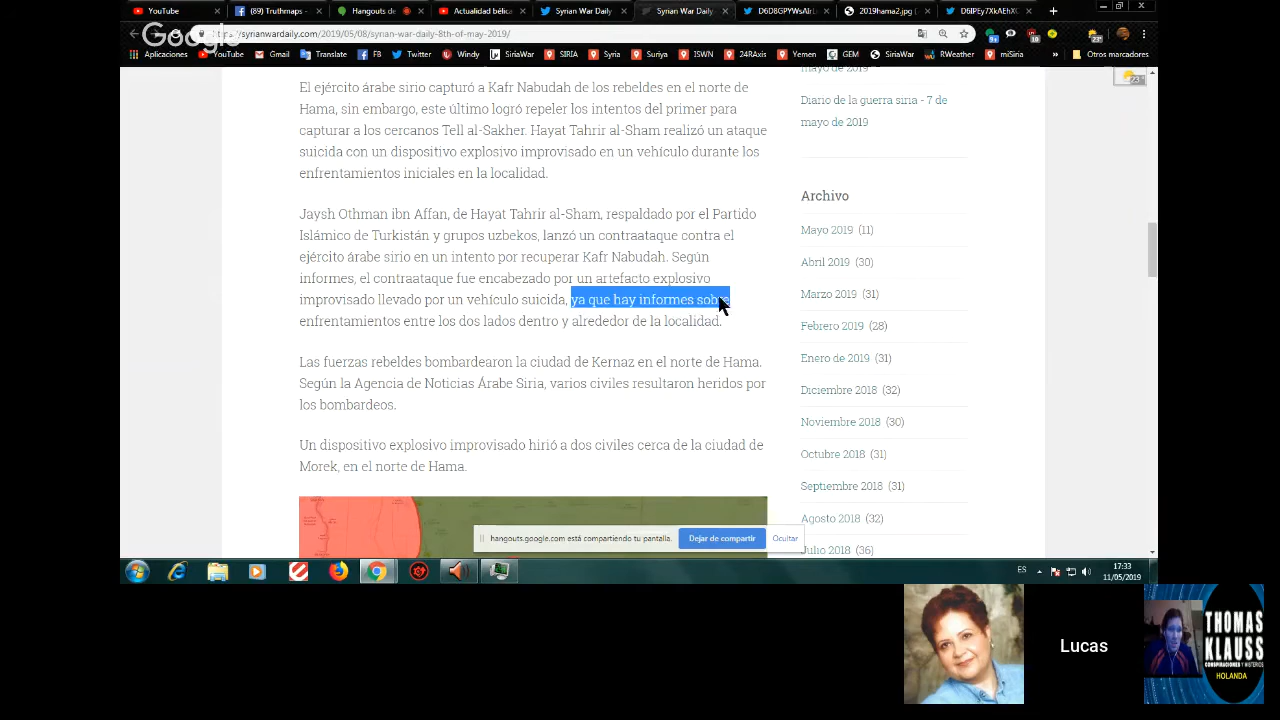 YouTube
(89) Truthmaps -
Hangouts de
Actualidad bélica
Syrian War Daily
Syrian War Daily
D6D8GPYWsAIrL
2019hama2.jpg (
D6IPEy7XkAEhXC
Google
https://syrianwardaily.com/2019/05/08/syrian-war-daily-8th-of-may-2019/
Aplicaciones
YouTube
Translate
FB
Twitter
Winy
SiriaWar
SIRIA
Syria
Suriya
ISWN
24RAxis
Yemen
GEM
SiriaWar
RWeather
miSiria
»
Otros marcadores
El ejército árabe sirio capturó a Kafr Nabudah de los rebeldes en el norte de
Hama, sin embargo, este último logró repeler los intentos del primer para
capturar a los cercanos Tell al-Sakher. Hayat Tahrir al-Sham realizó un ataque
suicida con un dispositivo explosivo improvisado en un vehículo durante los
enfrentamientos iniciales en la localidad.
Jaysh Othman ibn Affan, de Hayat Tahrir al-Sham, respaldado por el Partido
Islámico de Turkistán y grupos uzbekos, lanzó un contraataque contra el
ejército árabe sirio en un intento por recuperar Kafr Nabudah. Según
informes, el contraataque fue encabezado por un artefacto explosivo
improvisado llevado por un vehículo suicida, ya que hay informes sobre
enfrentamientos entre los dos lados dentro y alrededor de la localidad.
Las fuerzas rebeldes bombardearon la ciudad de Kernaz en el norte de Hama.
Según la Agencia de Noticias Árabe Siria, varios civiles resultaron heridos por
los bombardeos.
Un dispositivo explosivo improvisado hirió a dos civiles cerca de la ciudad de
Morek, en el norte de Hama.
mayo de 2019
Diario de la guerra siria - 7 de
mayo de 2019
Archivo
Mayo 2019 (11)
Abril 2019 (30)
Marzo 2019 (31)
Febrero 2019 (28)
Enero de 2019 (31)
Diciembre 2018 (32)
Noviembre 2018 (30)
Octubre 2018 (31)
Septiembre 2018 (31)
Agosto 2018 (32)
Julio 2018 (36)
hangouts.google.com está compartiendo tu pantalla.
Dejar de compartir
Ocultar
ES
17:33
11/05/2019
Lucas
THOMAS
KLAUSS
CONSPIRACIONES Y MISTERIOS
HOLANDA